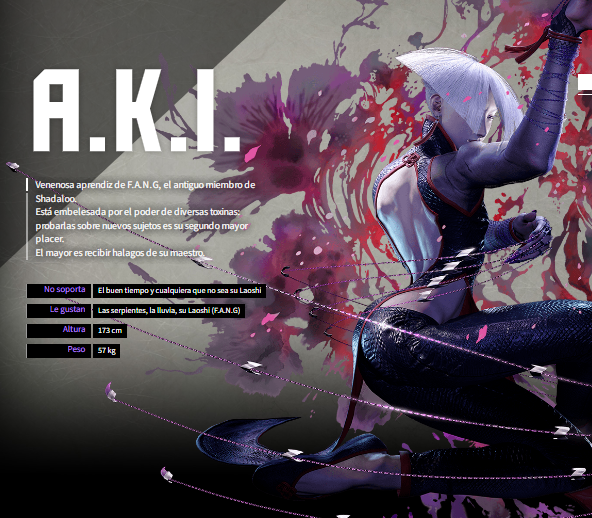 A.K.I.
Venenosa aprendiz de F.A.N.G, el antiguo miembro de
Shadaloo.
Está embelesada por el poder de diversas toxinas:
probarlas sobre nuevos sujetos es su segundo mayor
placer.
El mayor es recibir halagos de su maestro.
No soporta El buen tiempo y cualquiera que no sea su Laoshi
Le gustan Las serpientes, la lluvia, su Laoshi (F.A.N.G)
Altura 173 cm
Peso 57 kg